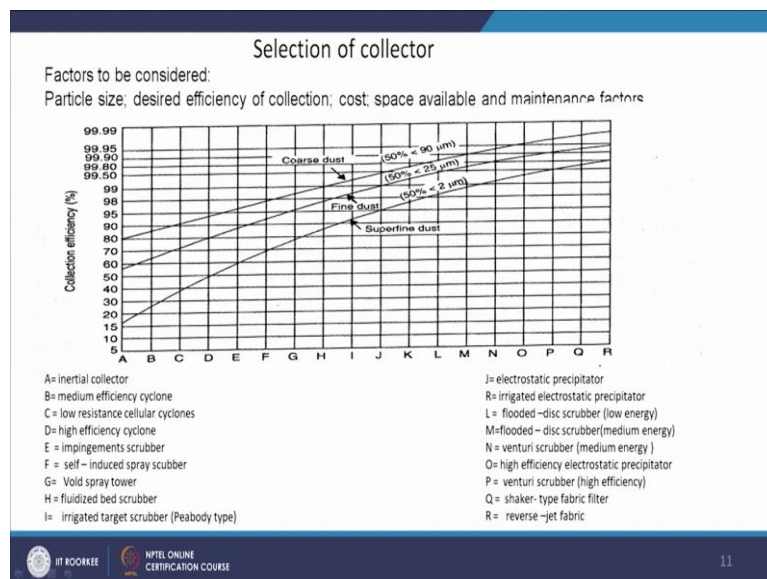 Selection of collector
Factors to be considered:
Particle size; desired efficiency of collection; cost; space available and maintenance factors
99.99
99.95
99.90
99.80
99.50
99
98
95
90
80
70
60
50
40
30
20
15
10
5
Collection efficiency (%)
Coarse dust
(50% < 90 µm)
(50% < 25 µm)
Fine dust
(50% < 2 µm)
Superfine dust
A B C D E F G H I J K L M N O P Q R
A= inertial collector
B= medium efficiency cyclone
C = low resistance cellular cyclones
D= high efficiency cyclone
E = impingements scrubber
F = self – induced spray scubber
G= Vold spray tower
H = fluidized bed scrubber
I= irrigated target scrubber (Peabody type)
J= electrostatic precipitator
R= irrigated electrostatic precipitator
L = flooded –disc scrubber (low energy)
M=flooded – disc scrubber(medium energy)
N = venturi scrubber (medium energy )
O= high efficiency electrostatic precipitator
P = venturi scrubber (high efficiency)
Q = shaker- type fabric filter
R = reverse –jet fabric
IIT ROORKEE
NPTEL ONLINE
CERTIFICATION COURSE
11